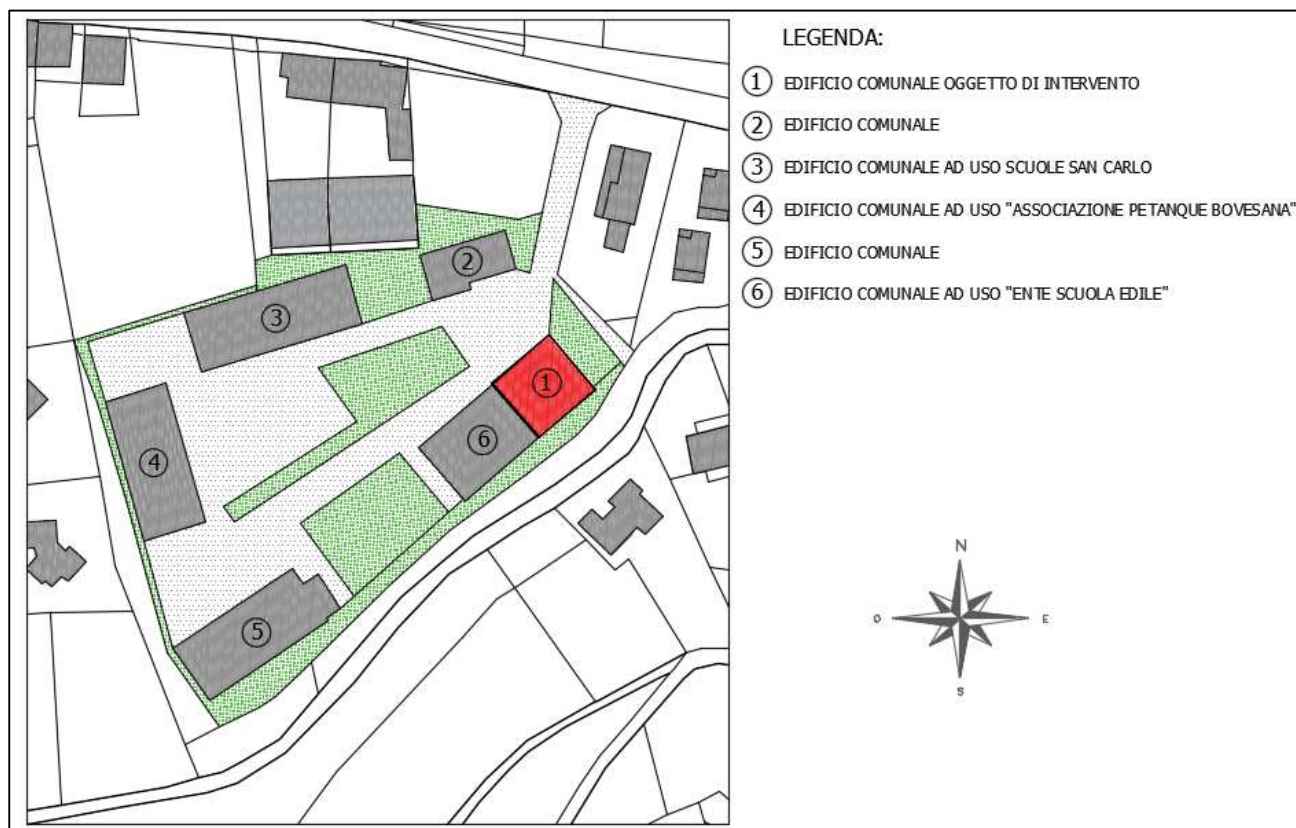 LEGENDA:
1 EDIFICIO COMUNALE OGGETTO DI INTERVENTO
2 EDIFICIO COMUNALE
3 EDIFICIO COMUNALE AD USO SCUOLE SAN CARLO
4 EDIFICIO COMUNALE AD USO "ASSOCIAZIONE PETANQUE BOVESANA"
5 EDIFICIO COMUNALE
6 EDIFICIO COMUNALE AD USO "ENTE SCUOLA EDILE"
2
3
1
6
4
5
N
O E
S